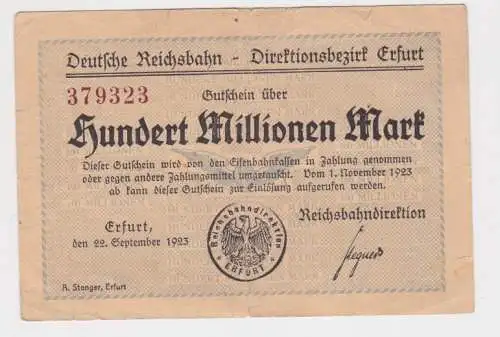 Deutsche Reichsbahn - Direktionsbezirk Erfurt
379323
Gutschein über
Hundert Millionen Mark
Dieser Gutschein wird von den Eisenbahnkassen in Zahlung genommen
oder gegen andere Zahlungsmittel umgetauscht. Vom 1. November 1923
ab kann dieser Gutschein zur Einlösung aufgerufen werden.
Erfurt,
den 22. September 1923
Reichsbahndirektion
Reichsbahndirektion
* ERFURT *
R. Stenger, Erfurt